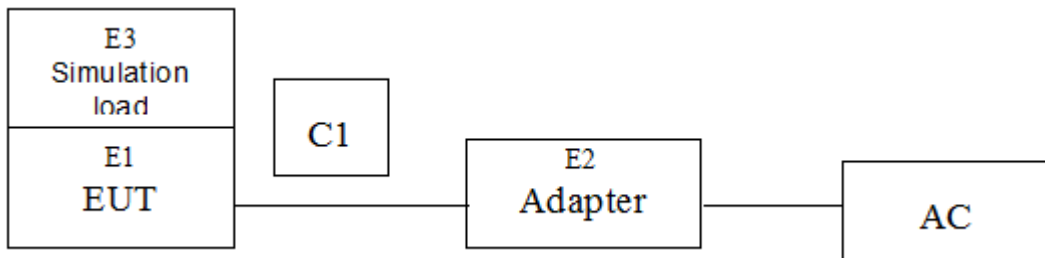 E3
Simulation
load
E1
EUT
C1
E2
Adapter
AC